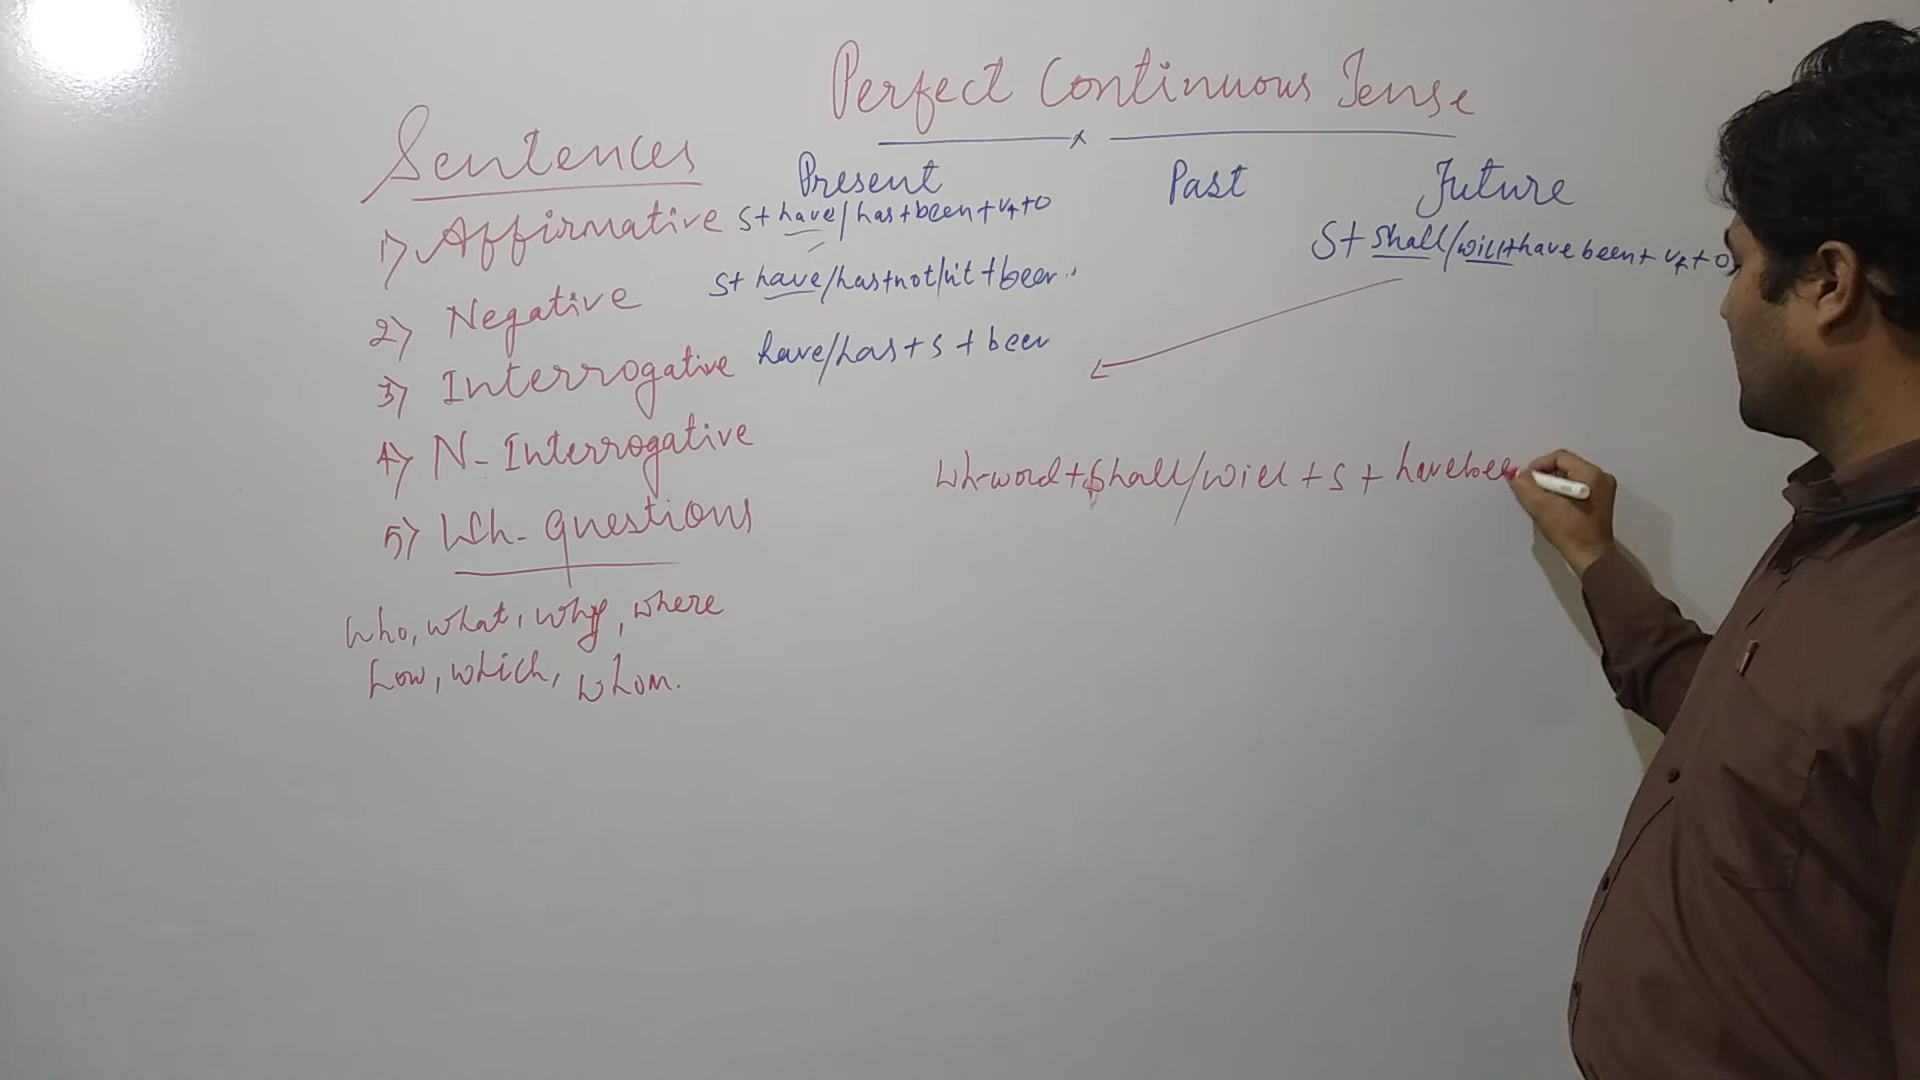 Perfect Continuous Tense
Sentences
Present Past Future
1) Affirmative S+ have/has+been+v4+o
S+ shall/will+have been+v4+o
2) Negative S+ have/has+not/n't+been..
3) Interrogative have/has+s+been
4) N-Interrogative
Wh-word+Shall/will+s+havebee
5) Wh-Questions
Who, what, why, where
how, which, whom.